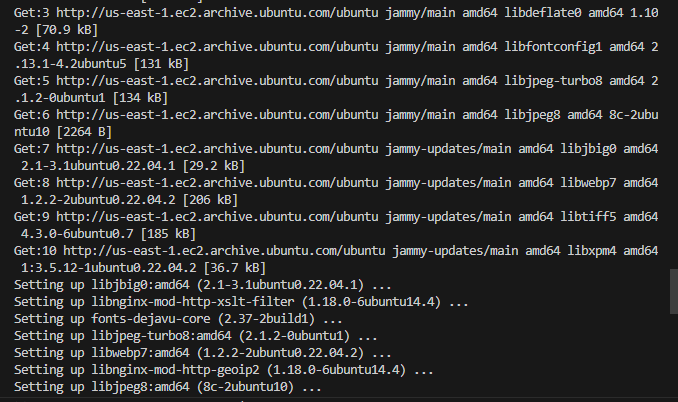 Get:3 http://us-east-1.ec2.archive.ubuntu.com/ubuntu jammy/main amd64 libdeflate0 amd64 1.10
-2 [70.9 kB]
Get:4 http://us-east-1.ec2.archive.ubuntu.com/ubuntu jammy/main amd64 libfontconfig1 amd64 2
.13.1-4.2ubuntu5 [131 kB]
Get:5 http://us-east-1.ec2.archive.ubuntu.com/ubuntu jammy/main amd64 libjpeg-turbo8 amd64 2
.1.2-0ubuntu1 [134 kB]
Get:6 http://us-east-1.ec2.archive.ubuntu.com/ubuntu jammy/main amd64 libjpeg8 amd64 8c-2ubu
ntu10 [2264 B]
Get:7 http://us-east-1.ec2.archive.ubuntu.com/ubuntu jammy-updates/main amd64 libjbig0 amd64
 2.1-3.1ubuntu0.22.04.1 [29.2 kB]
Get:8 http://us-east-1.ec2.archive.ubuntu.com/ubuntu jammy-updates/main amd64 libwebp7 amd64
 1.2.2-2ubuntu0.22.04.2 [206 kB]
Get:9 http://us-east-1.ec2.archive.ubuntu.com/ubuntu jammy-updates/main amd64 libtiff5 amd64
 4.3.0-6ubuntu0.7 [185 kB]
Get:10 http://us-east-1.ec2.archive.ubuntu.com/ubuntu jammy-updates/main amd64 libxpm4 amd64
 1:3.5.12-1ubuntu0.22.04.2 [36.7 kB]
Setting up libjbig0:amd64 (2.1-3.1ubuntu0.22.04.1) ...
Setting up libnginx-mod-http-xslt-filter (1.18.0-6ubuntu14.4) ...
Setting up fonts-dejavu-core (2.37-2build1) ...
Setting up libjpeg-turbo8:amd64 (2.1.2-0ubuntu1) ...
Setting up libwebp7:amd64 (1.2.2-2ubuntu0.22.04.2) ...
Setting up libnginx-mod-http-geoip2 (1.18.0-6ubuntu14.4) ...
Setting up libjpeg8:amd64 (8c-2ubuntu10) ...